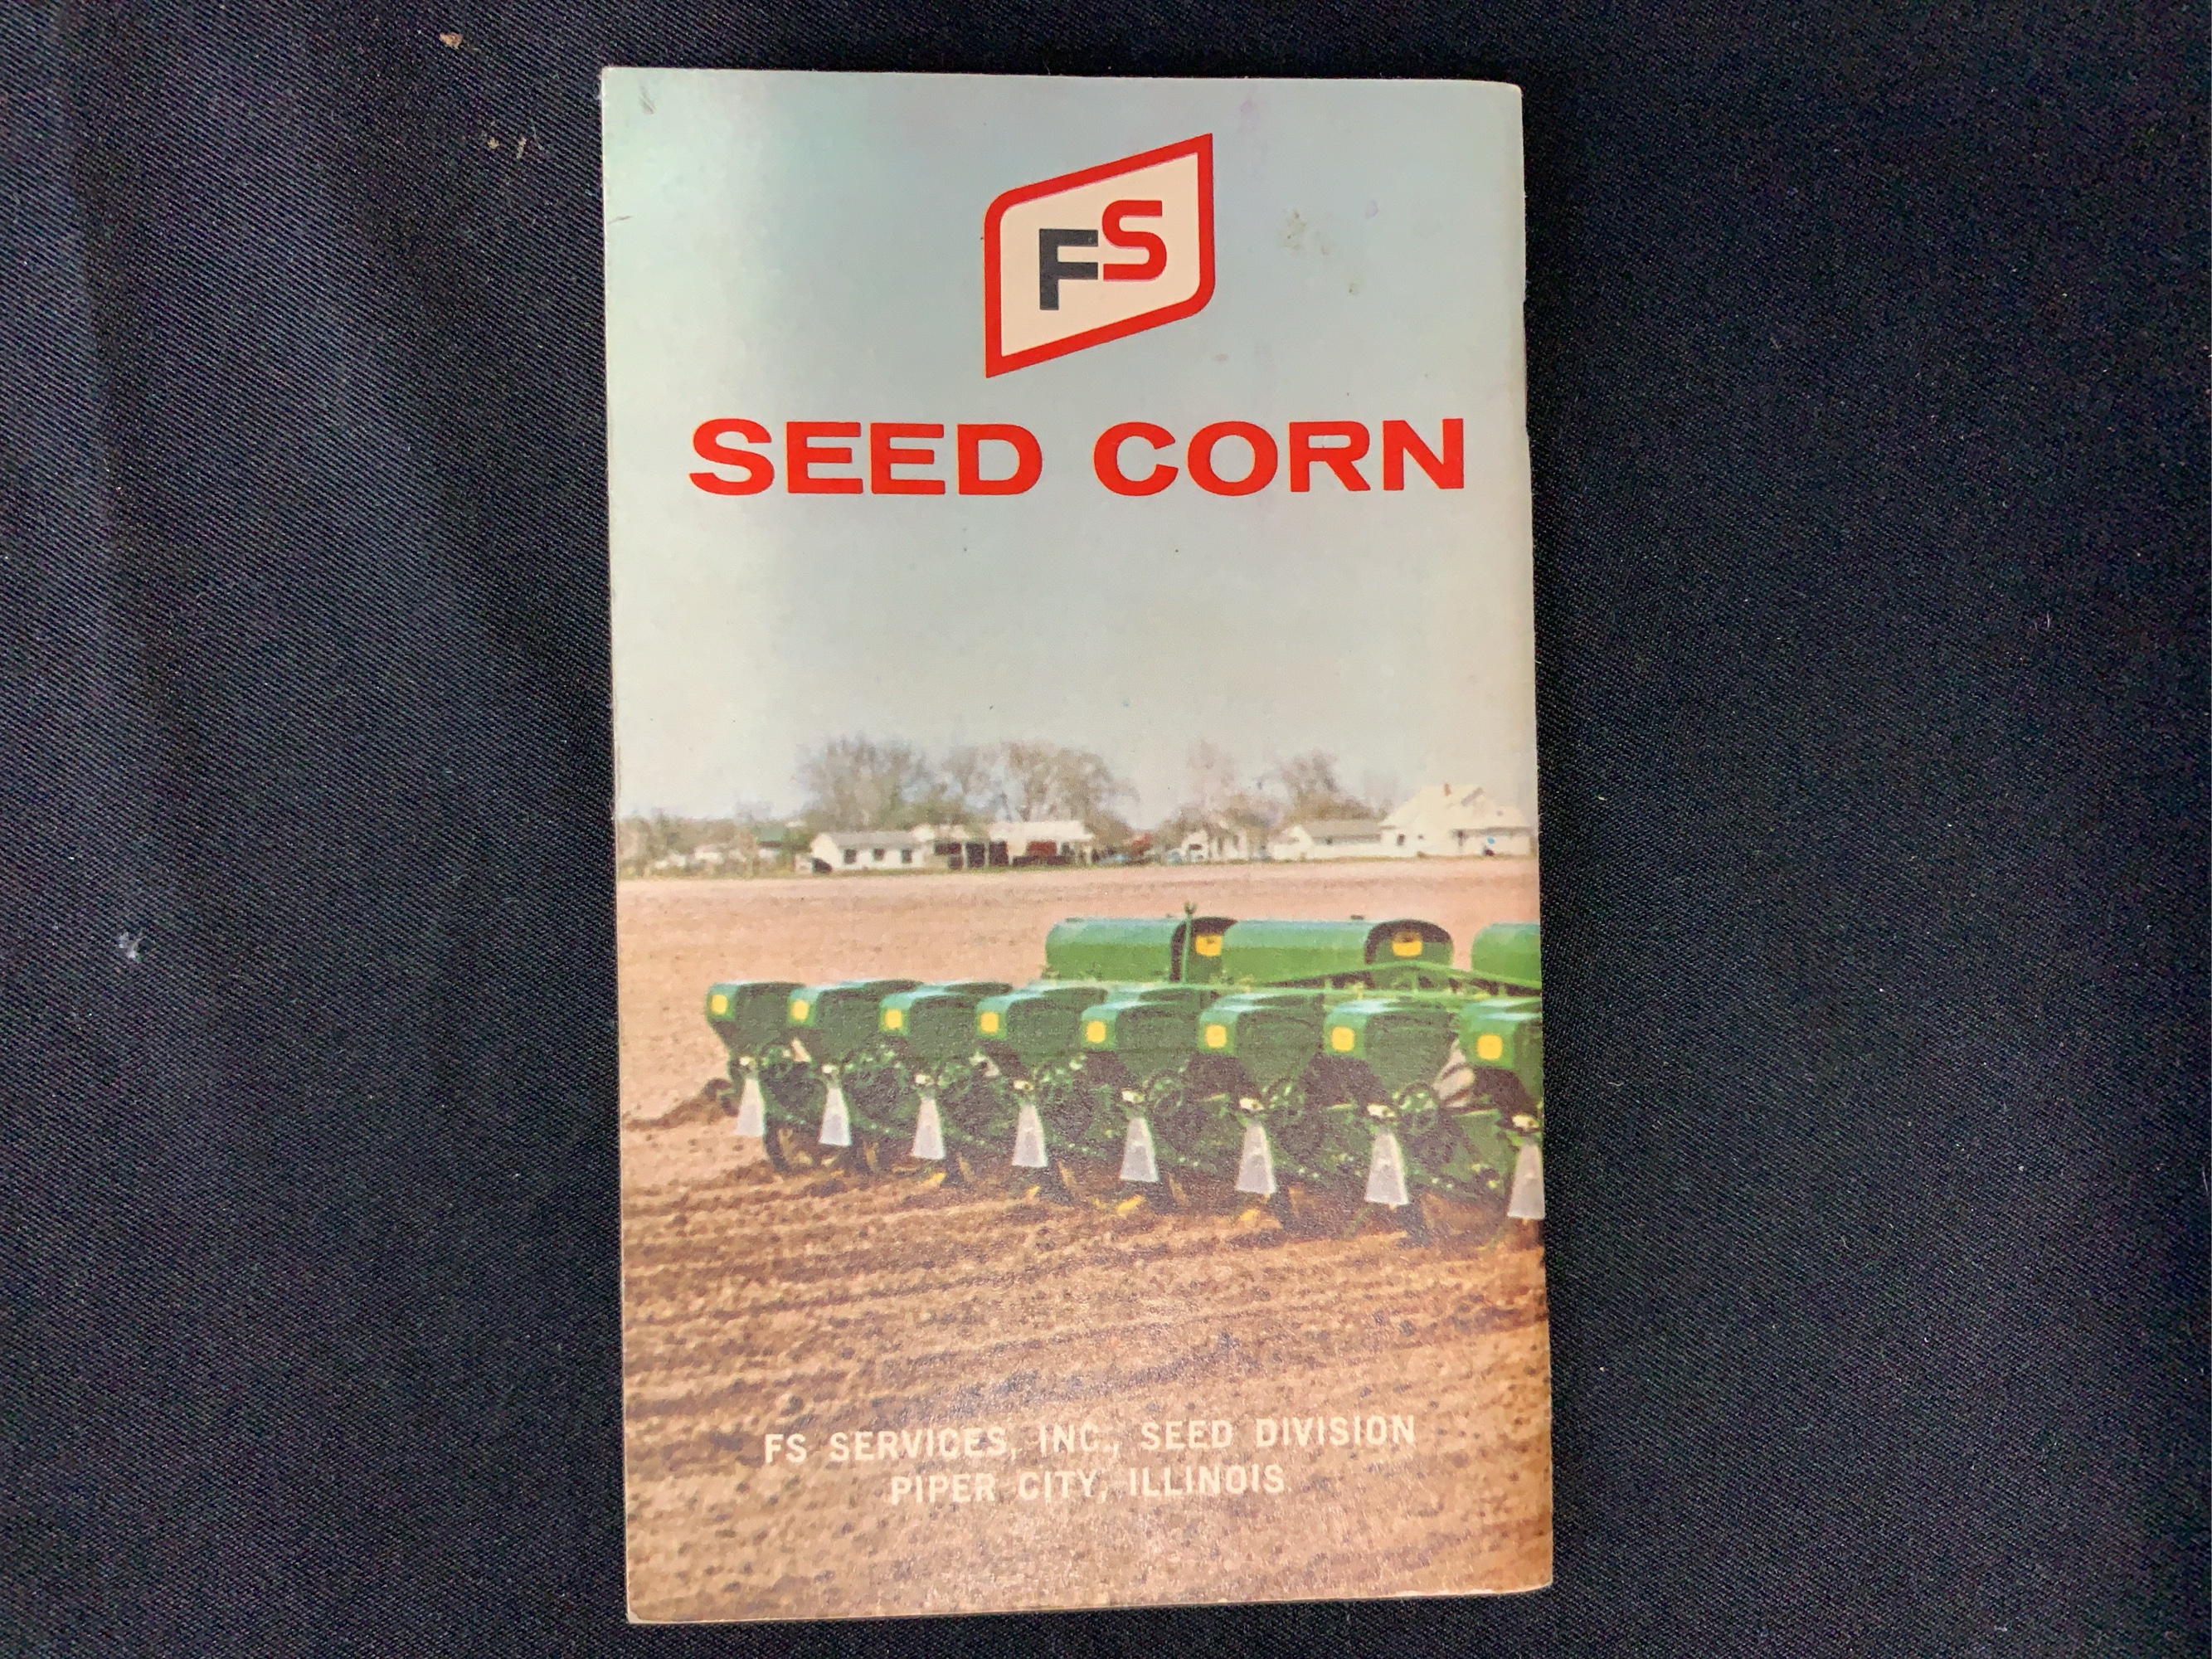 FS
SEED CORN
FS SERVICES, INC., SEED DIVISION
PIPER CITY, ILLINOIS